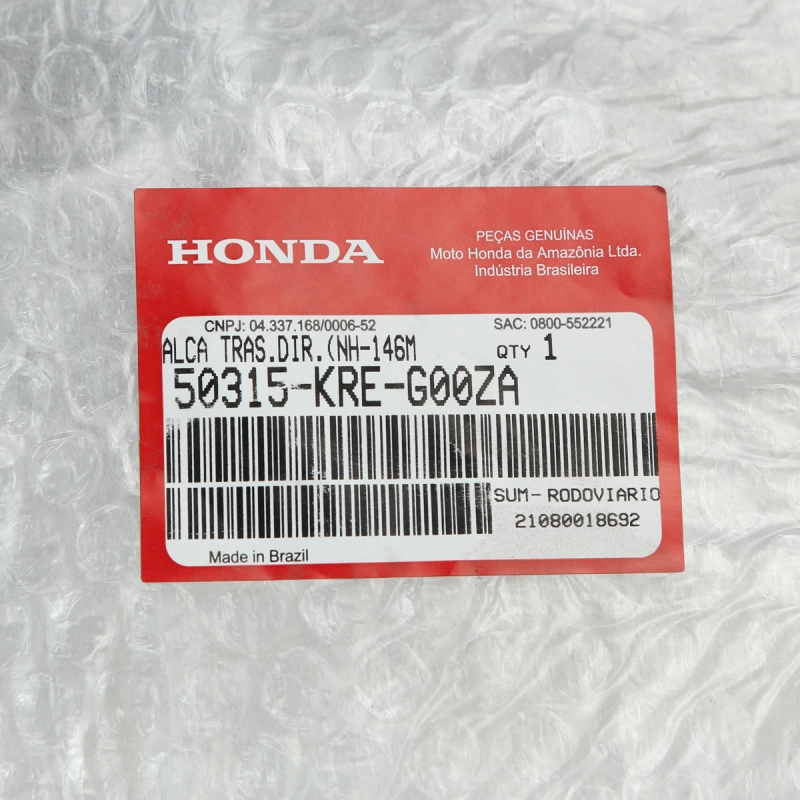 HONDA
PEÇAS GENUÍNAS
Moto Honda da Amazônia Ltda.
Indústria Brasileira
CNPJ: 04.337.168/0006-52
SAC: 0800-552221
ALCA TRAS.DIR.(NH-146M
QTY 1
50315-KRE-G00ZA
SUM- RODOVIARIO
21080018692
Made in Brazil